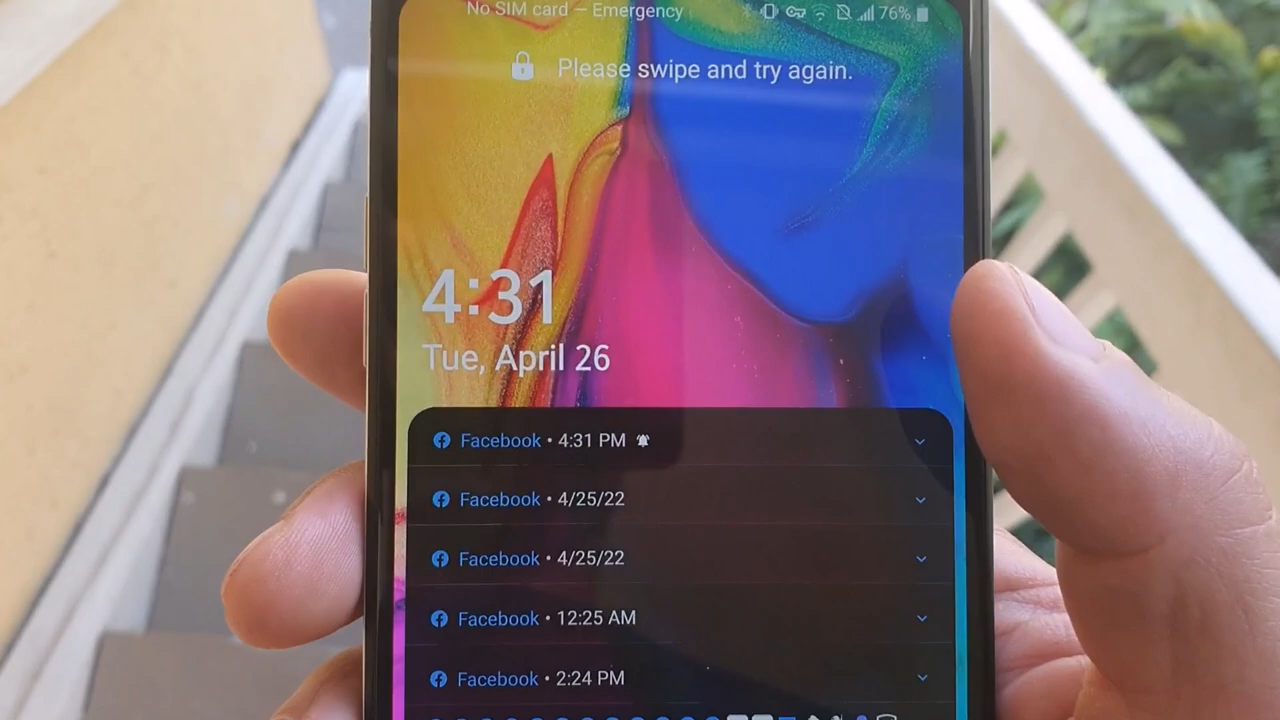 No SIM card — Emergency 76%
Please swipe and try again.
4:31
Tue, April 26
Facebook • 4:31 PM
Facebook • 4/25/22
Facebook • 4/25/22
Facebook • 12:25 AM
Facebook • 2:24 PM